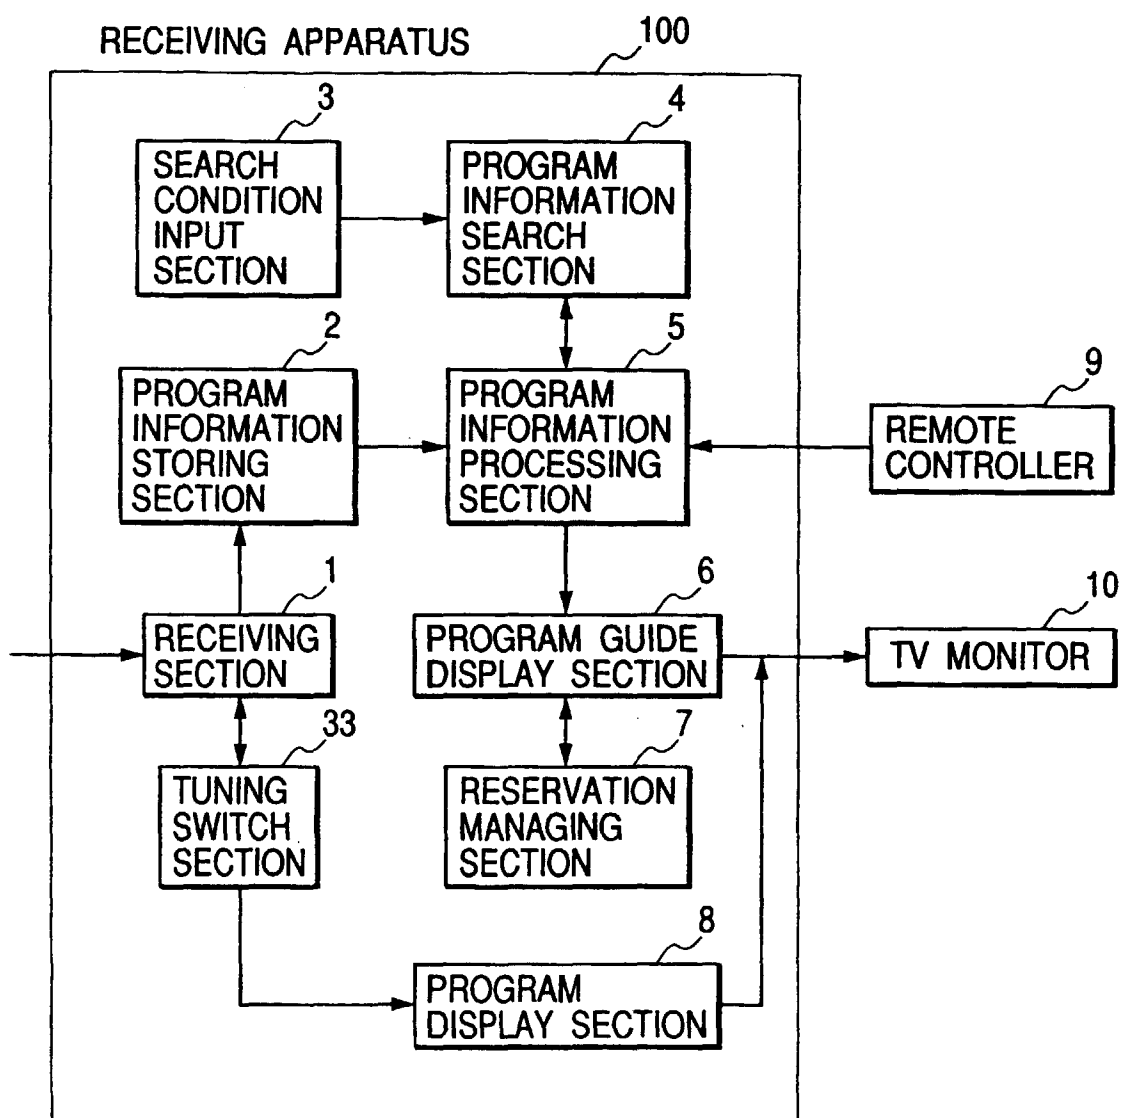 RECEIVING APPARATUS
100
3
SEARCH
CONDITION
INPUT
SECTION
4
PROGRAM
INFORMATION
SEARCH
SECTION
2
PROGRAM
INFORMATION
STORING
SECTION
5
PROGRAM
INFORMATION
PROCESSING
SECTION
9
REMOTE
CONTROLLER
1
RECEIVING
SECTION
6
PROGRAM GUIDE
DISPLAY SECTION
10
TV MONITOR
33
TUNING
SWITCH
SECTION
7
RESERVATION
MANAGING
SECTION
8
PROGRAM
DISPLAY SECTION